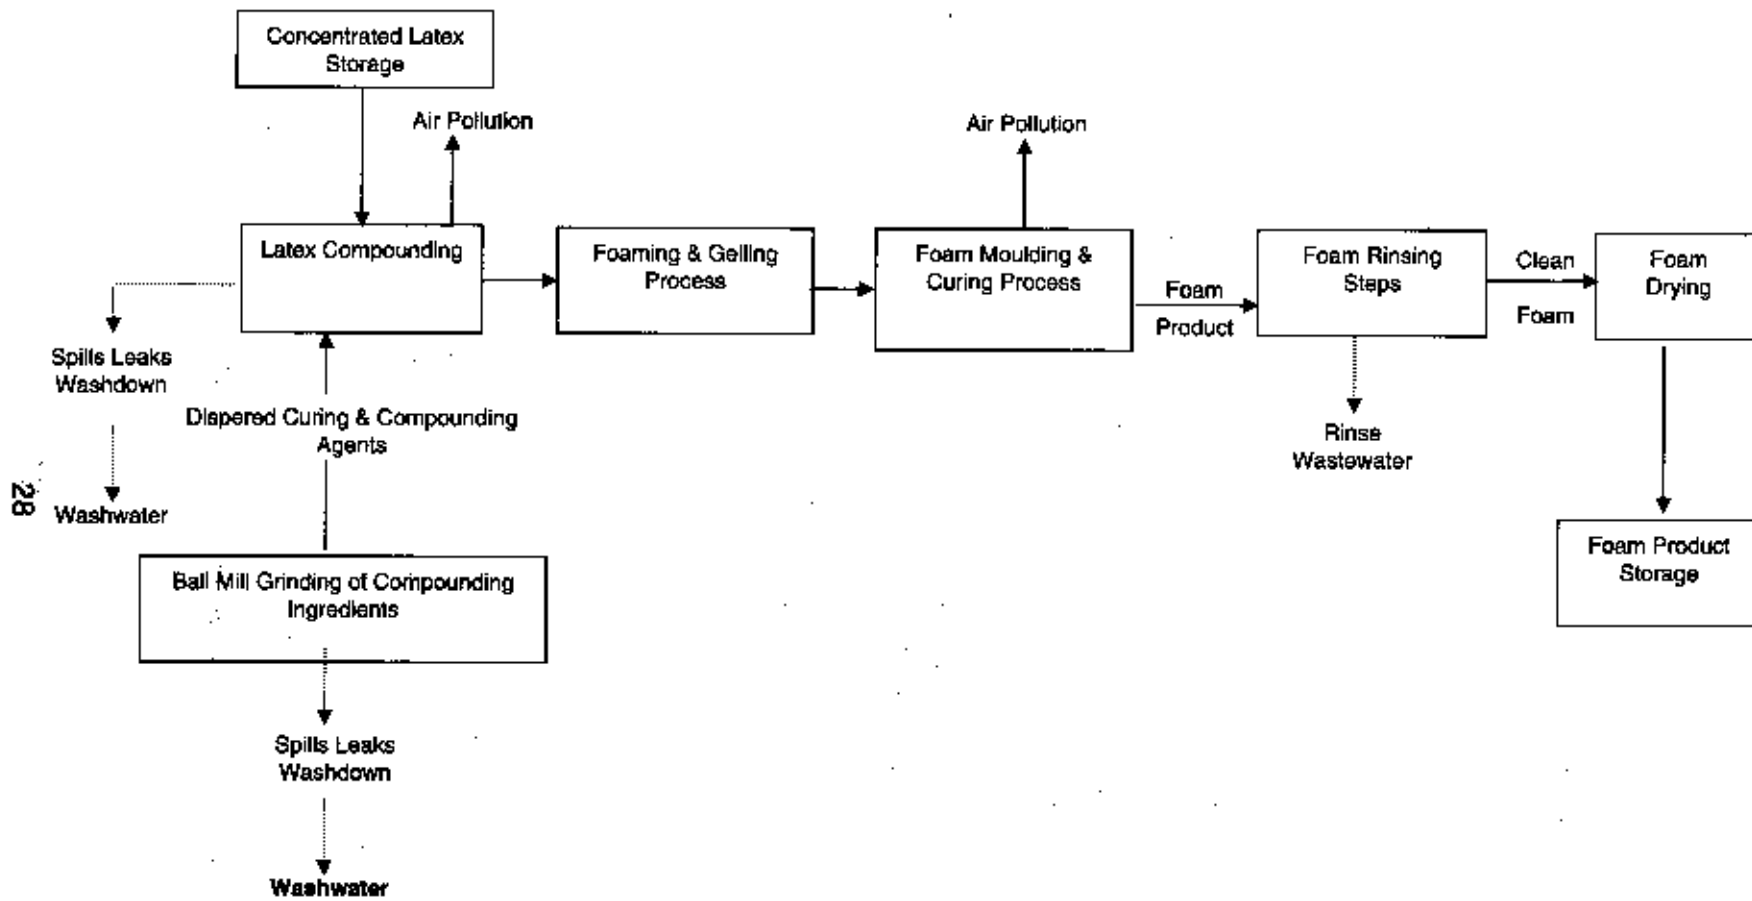 Concentrated Latex
Storage
Air Pollution
Air Pollution
Latex Compounding
Foaming & Gelling
Process
Foam Moulding &
Curing Process
Foam
Product
Foam Rinsing
Steps
Clean
Foam
Foam
Drying
Spills Leaks
Washdown
Washwater
Dispered Curing & Compounding
Agents
Rinse
Wastewater
Foam Product
Storage
28
Ball Mill Grinding of Compounding
Ingredients
Spills Leaks
Washdown
Washwater